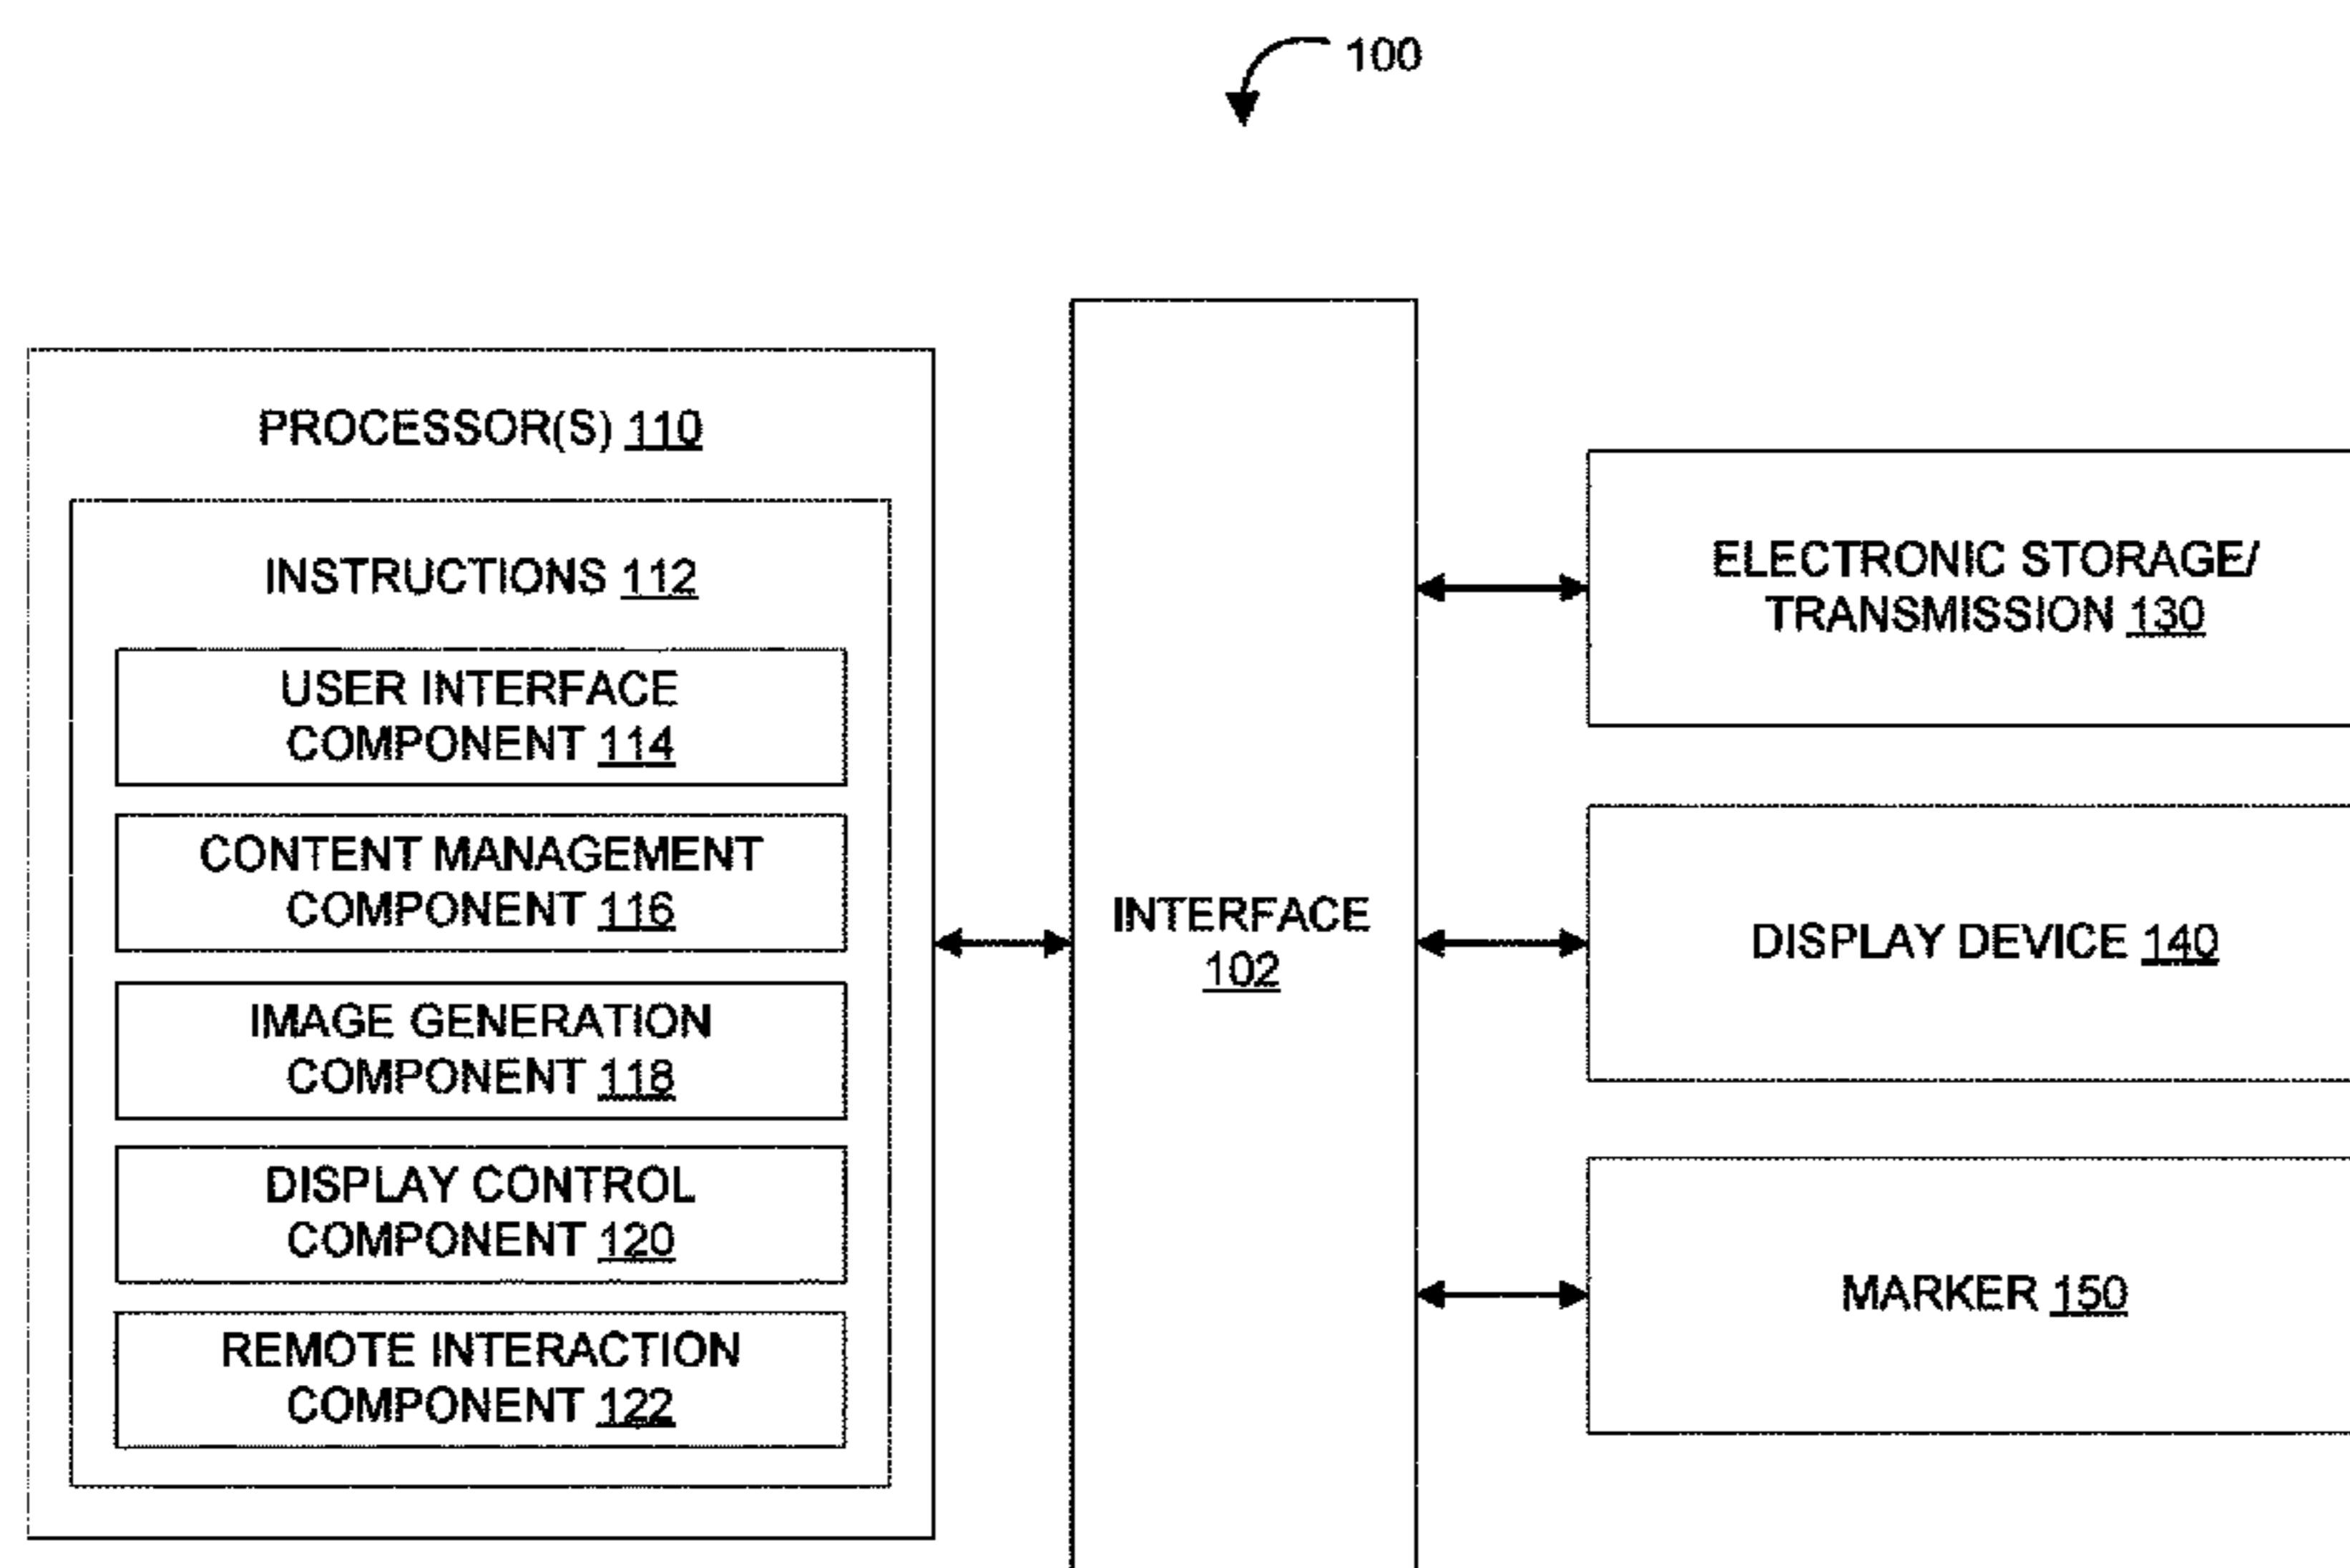 100
PROCESSOR(S) 110
INSTRUCTIONS 112
USER INTERFACE
COMPONENT 114
CONTENT MANAGEMENT
COMPONENT 116
IMAGE GENERATION
COMPONENT 118
DISPLAY CONTROL
COMPONENT 120
REMOTE INTERACTION
COMPONENT 122
INTERFACE
102
ELECTRONIC STORAGE/
TRANSMISSION 130
DISPLAY DEVICE 140
MARKER 150